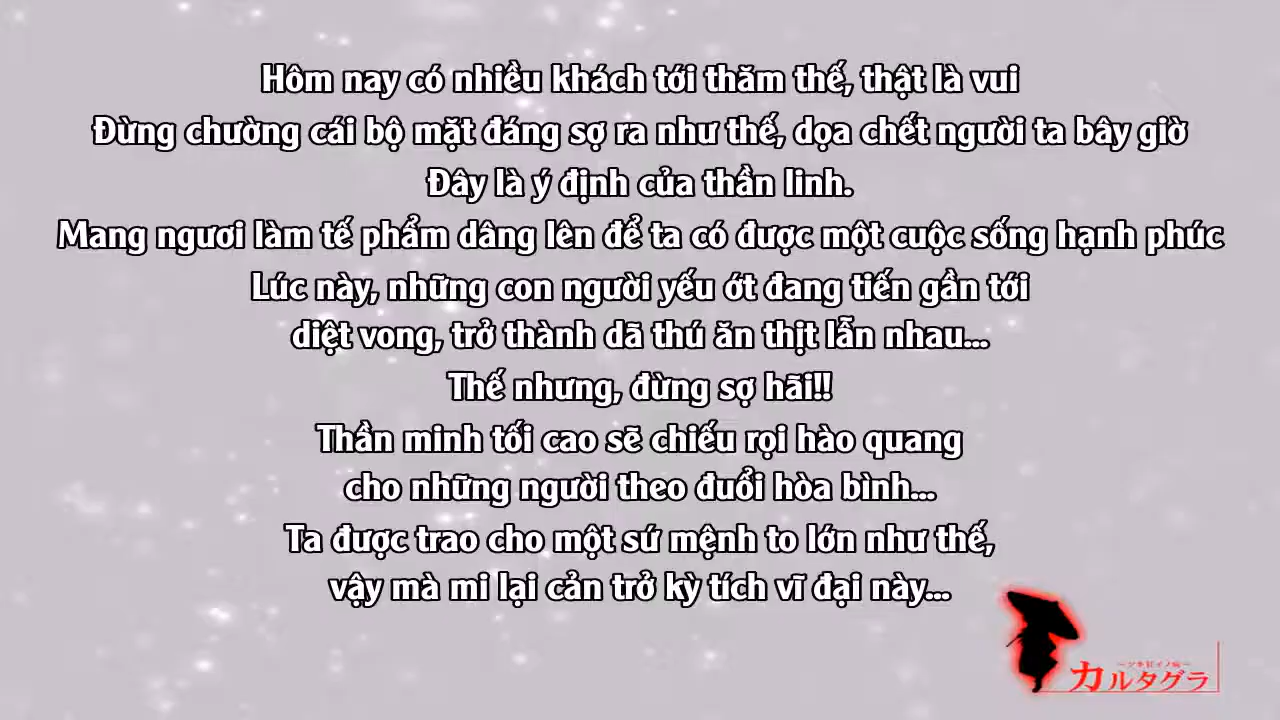 Hôm nay có nhiều khách tới thăm thế, thật là vui
Đừng chường cái bộ mặt đáng sợ ra như thế, dọa chết người ta bây giờ
Đây là ý định của thần linh.
Mang ngươi làm tế phẩm dâng lên để ta có được một cuộc sống hạnh phúc
Lúc này, những con người yếu ớt đang tiến gần tới
diệt vong, trở thành dã thú ăn thịt lẫn nhau...
Thế nhưng, đừng sợ hãi!!
Thần minh tối cao sẽ chiếu rọi hào quang
cho những người theo đuổi hòa bình...
Ta được trao cho một sứ mệnh to lớn như thế,
vậy mà mi lại cản trở kỳ tích vĩ đại này...
~ツキ狂イノ病~
カルタグラ